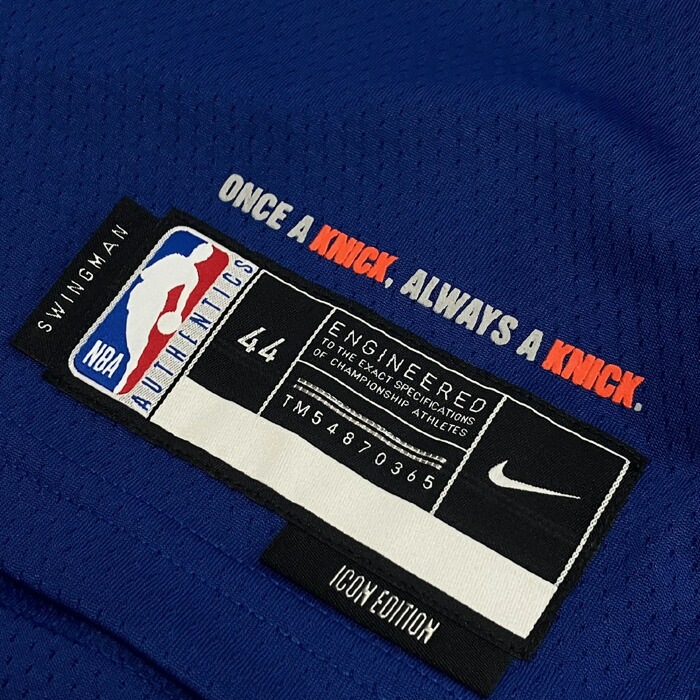 ONCE A KNICK, ALWAYS A KNICK.
SWINGMAN
NBA
AUTHENTICS
44
ENGINEERED
TO THE EXACT SPECIFICATIONS
OF CHAMPIONSHIP ATHLETES
TM54870365
ICON EDITION